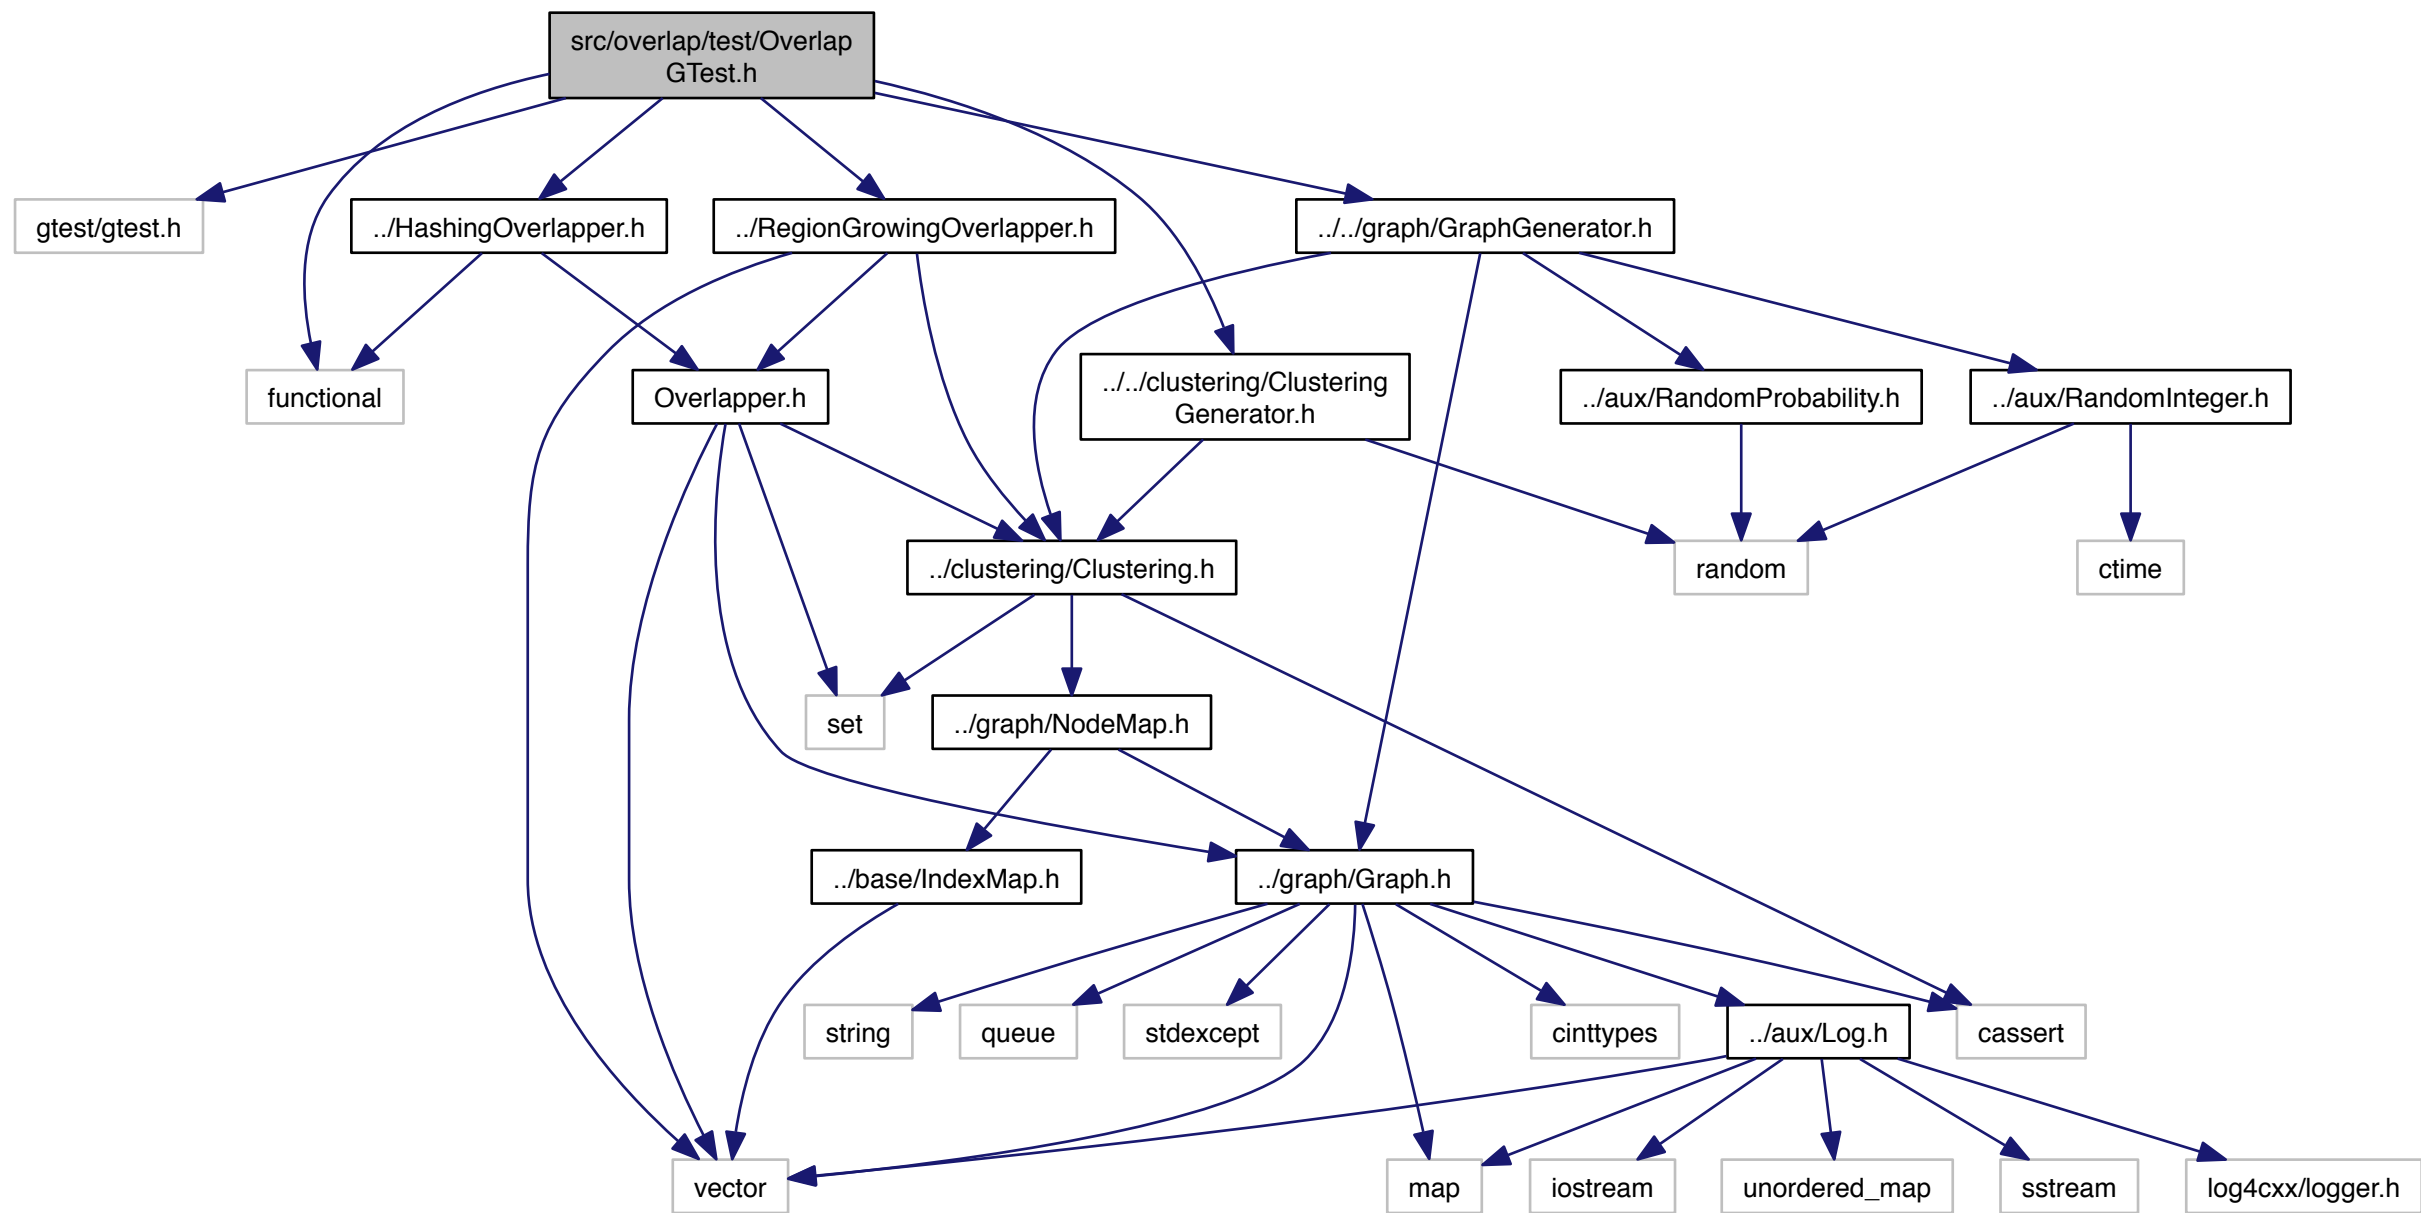 src/overlap/test/Overlap
GTest.h
gtest/gtest.h
../HashingOverlapper.h
../RegionGrowingOverlapper.h
../../graph/GraphGenerator.h
functional
Overlapper.h
../../clustering/Clustering
Generator.h
../aux/RandomProbability.h
../aux/RandomInteger.h
../clustering/Clustering.h
random
ctime
set
../graph/NodeMap.h
../base/IndexMap.h
../graph/Graph.h
string
queue
stdexcept
cinttypes
../aux/Log.h
cassert
vector
map
iostream
unordered_map
sstream
log4cxx/logger.h